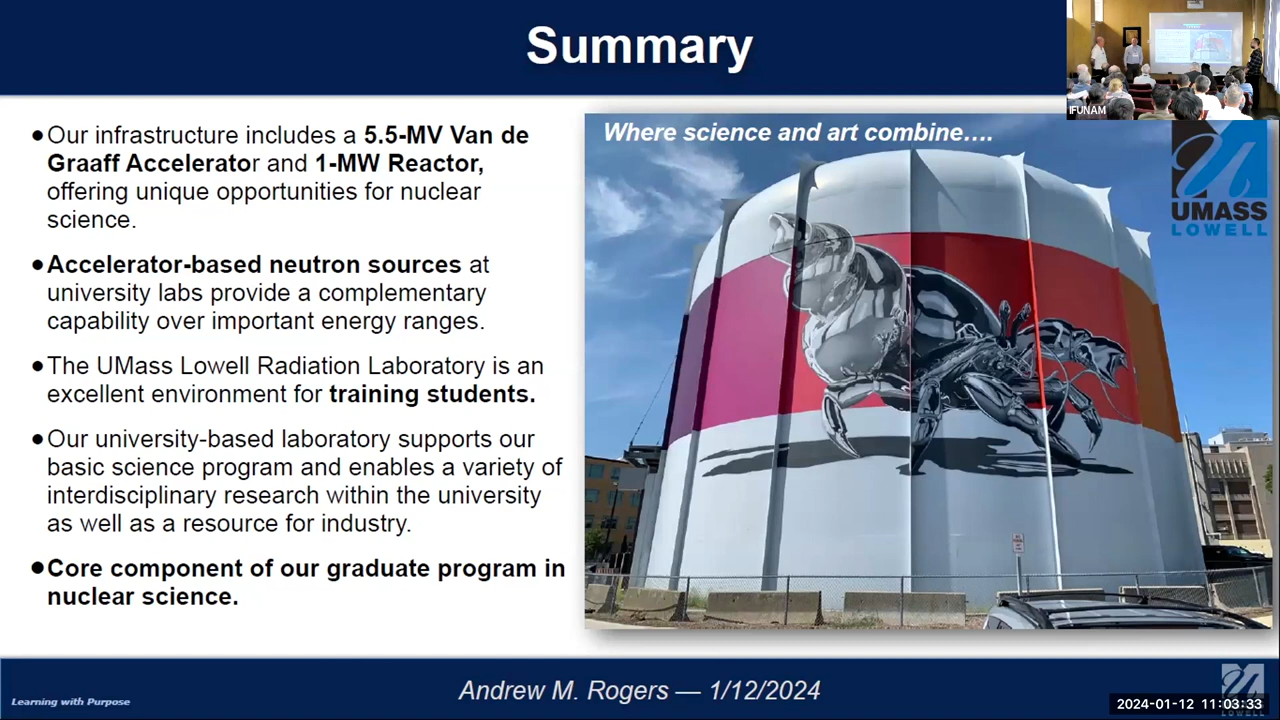 Summary
IFUNAM
●Our infrastructure includes a 5.5-MV Van de
Graaff Accelerator and 1-MW Reactor,
offering unique opportunities for nuclear
science.
●Accelerator-based neutron sources at
university labs provide a complementary
capability over important energy ranges.
●The UMass Lowell Radiation Laboratory is an
excellent environment for training students.
●Our university-based laboratory supports our
basic science program and enables a variety of
interdisciplinary research within the university
as well as a resource for industry.
●Core component of our graduate program in
nuclear science.
Where science and art combine….
UMASS
LOWELL
Learning with Purpose
Andrew M. Rogers — 1/12/2024
2024-01-12 11:03:33
LOWELL